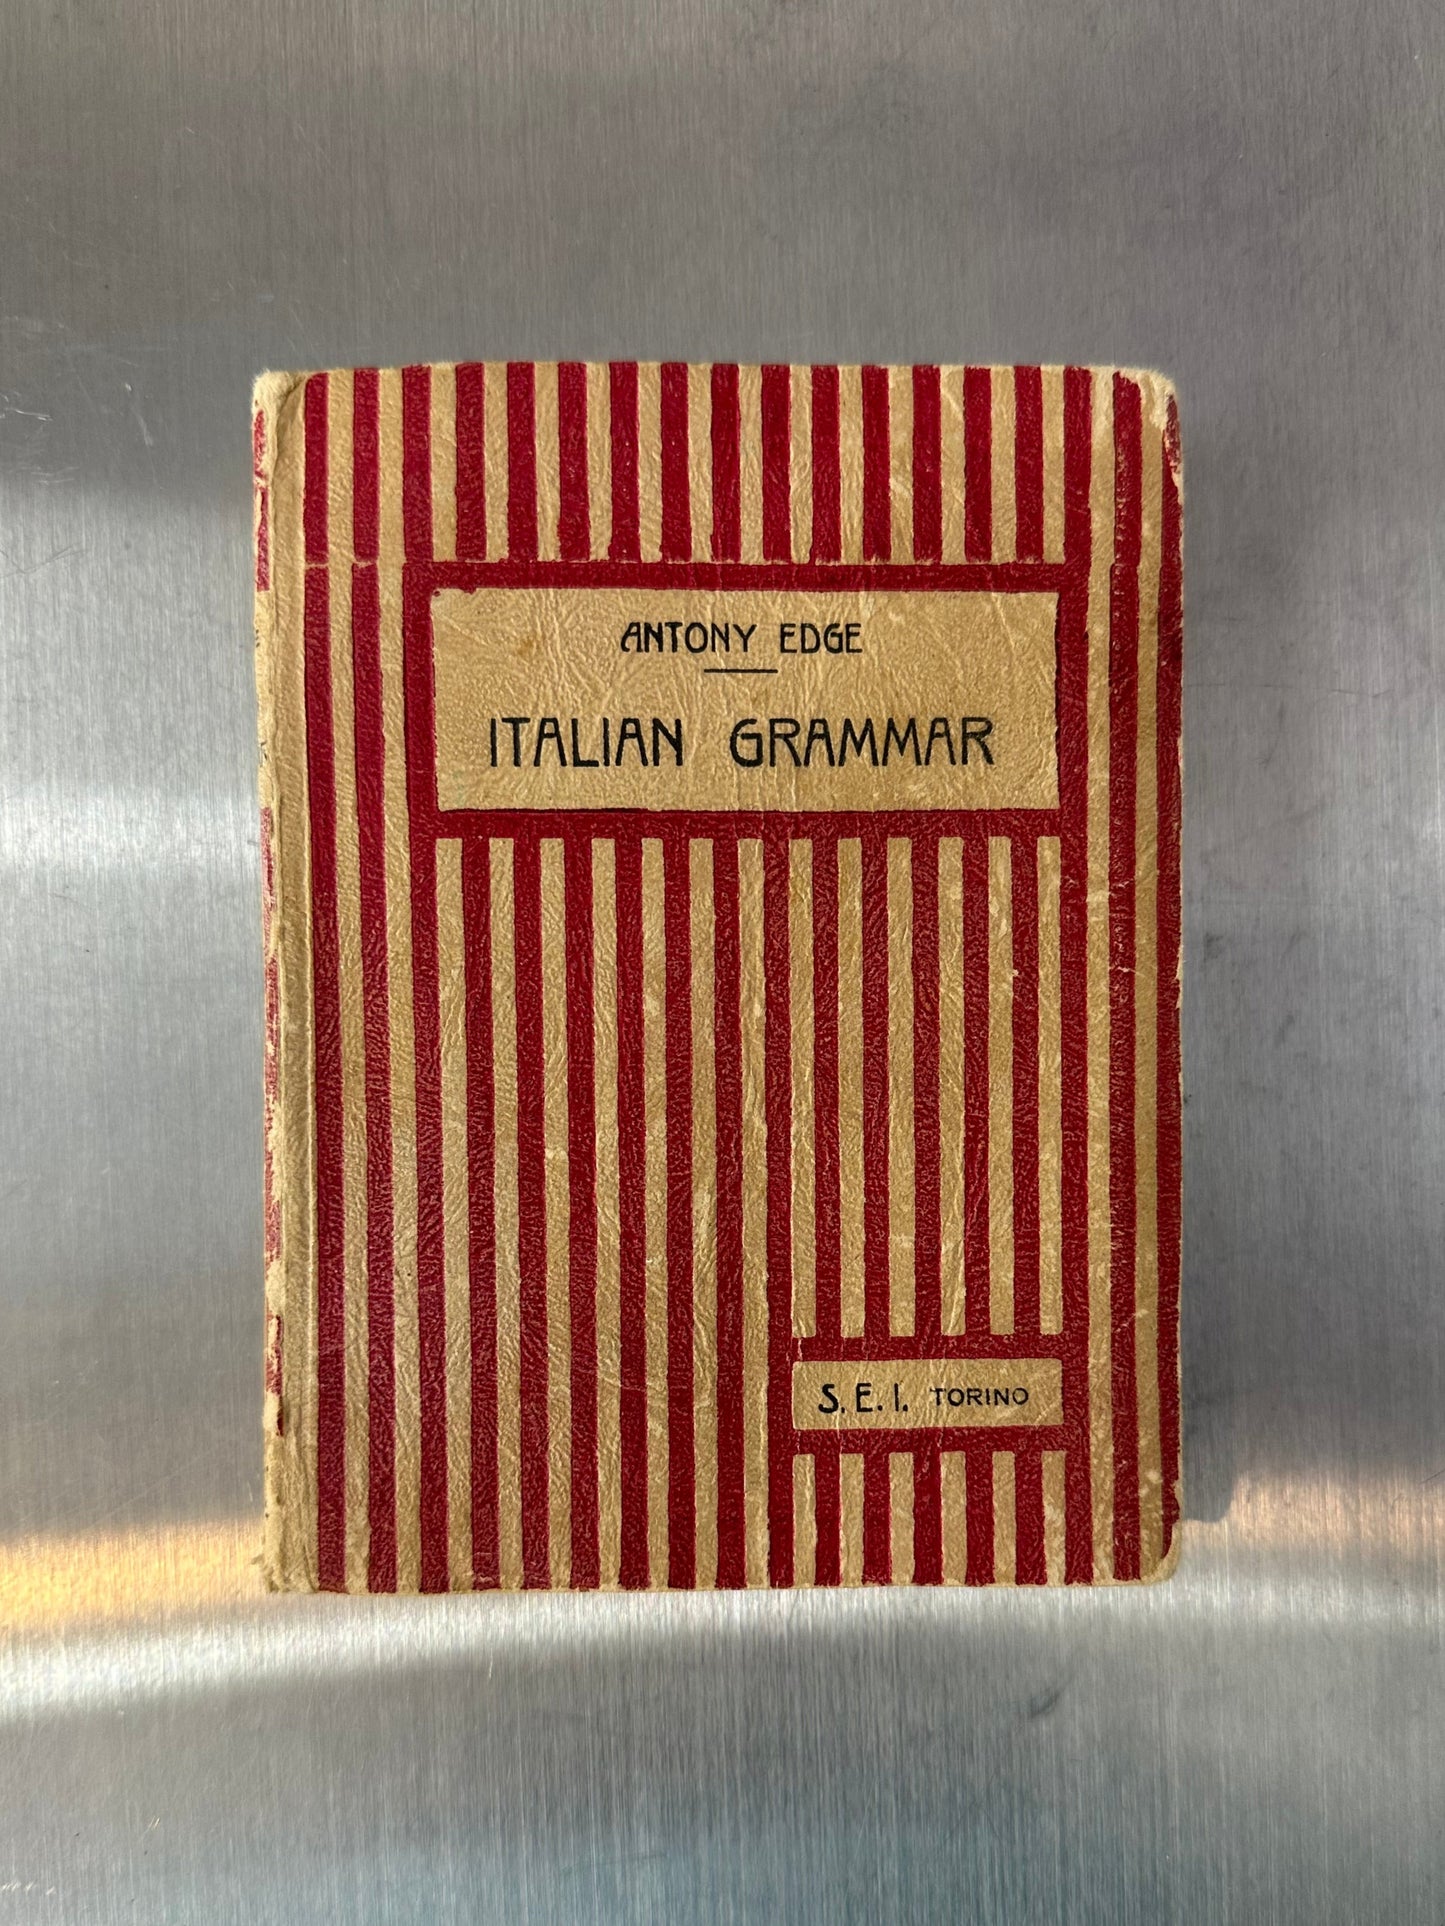 ANTONY EDGE
ITALIAN GRAMMAR
S. E. I. TORINO